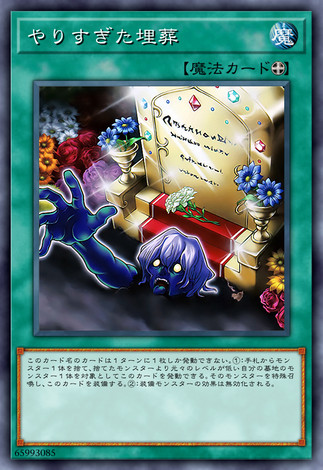 やりすぎた埋葬
魔
【魔法カード】
このカード名のカードは1ターンに1枚しか発動できない。①:手札からモン
スター1体を捨て、捨てたモンスターより元々のレベルが低い自分の墓地のモ
ンスター1体を対象としてこのカードを発動できる。そのモンスターを特殊召
喚し、このカードを装備する。②:装備モンスターの効果は無効化される。
65993085